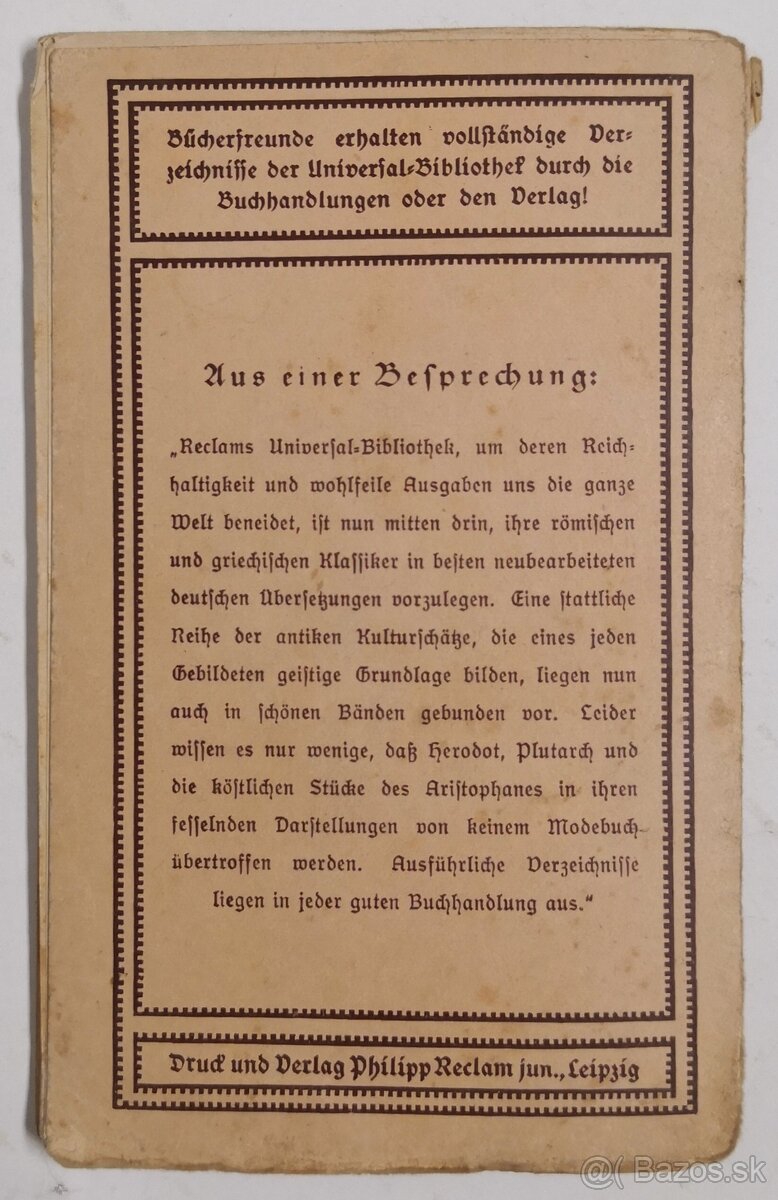 Bücherfreunde erhalten vollständige Ver-
zeichnisse der Universal-Bibliothek durch die
Buchhandlungen oder den Verlag!
Aus einer Besprechung:
„Reclams Universal-Bibliothek, um deren Reich-
haltigkeit und wohlfeile Ausgaben uns die ganze
Welt beneidet, ist nun mitten drin, ihre römischen
und griechischen Klassiker in besten neubearbeiteten
deutschen Übersetzungen vorzulegen. Eine stattliche
Reihe der antiken Kulturschätze, die eines jeden
Gebildeten geistige Grundlage bilden, liegen nun
auch in schönen Bänden gebunden vor. Leider
wissen es nur wenige, daß Herodot, Plutarch und
die köstlichen Stücke des Aristophanes in ihren
fesselnden Darstellungen von keinem Modebuch
übertroffen werden. Ausführliche Verzeichnisse
liegen in jeder guten Buchhandlung aus.“
Druck und Verlag Philipp Reclam jun., Leipzig
@( Bazos.sk